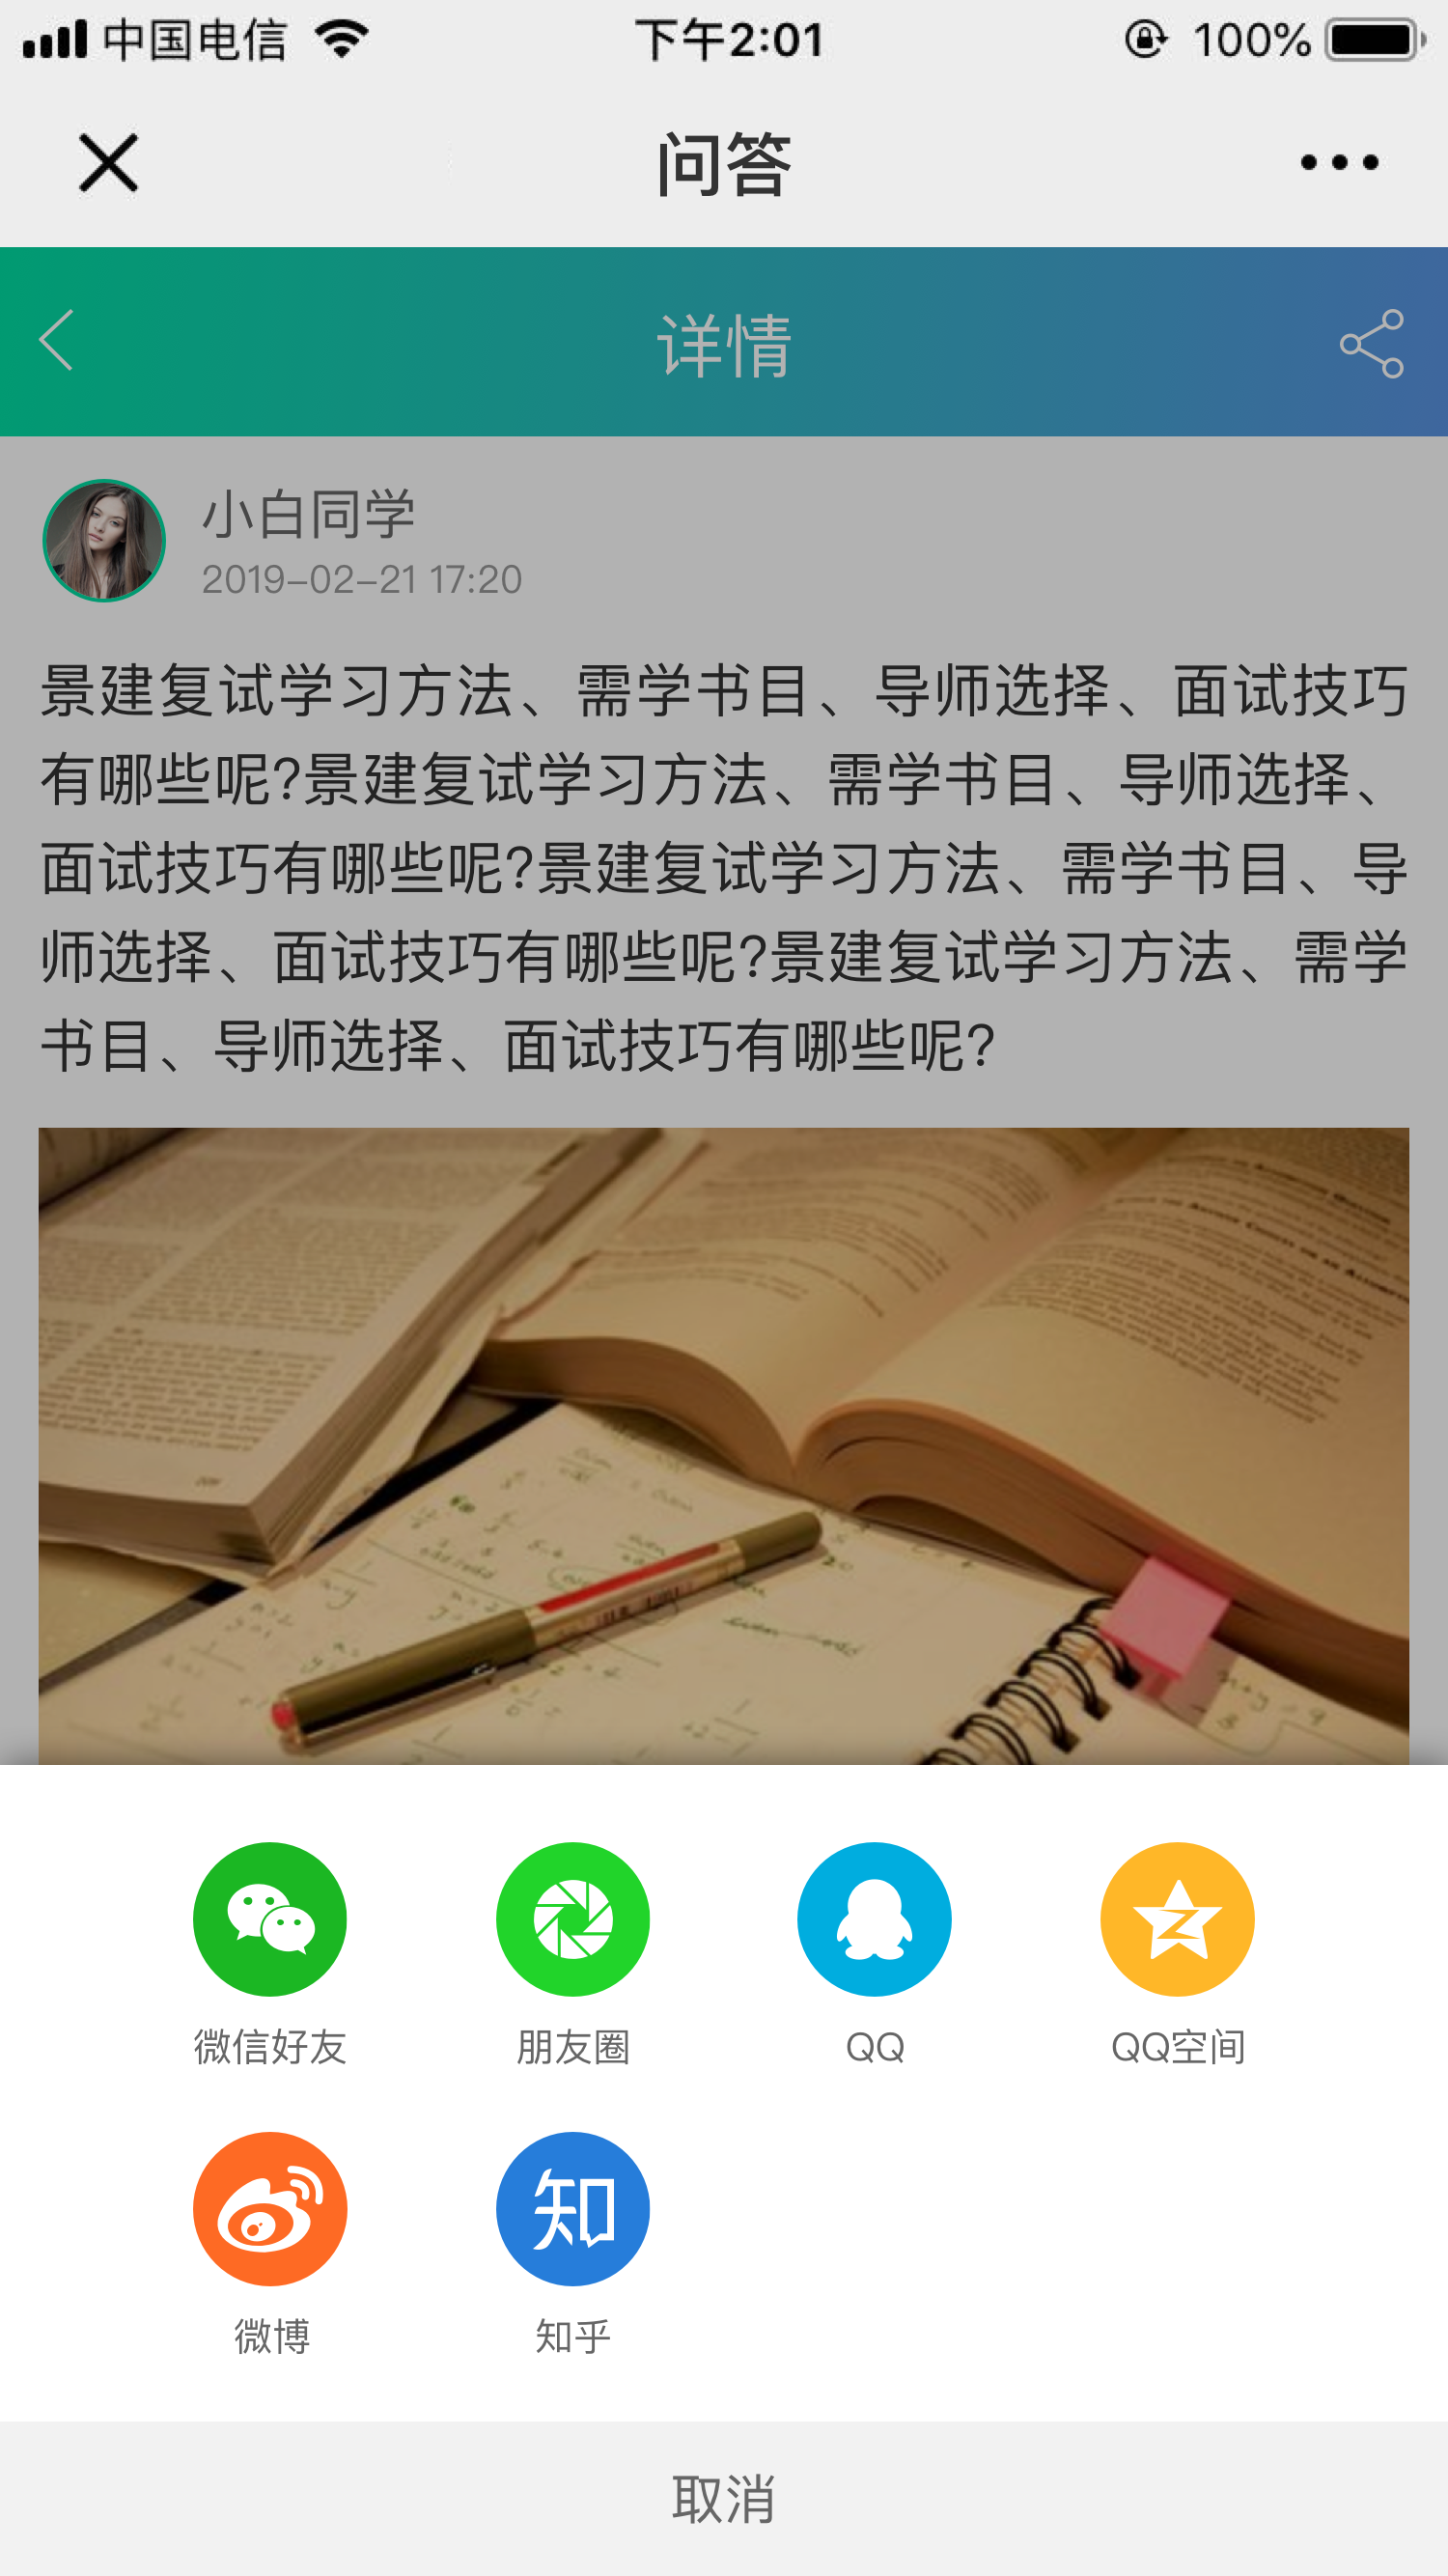 中国电信 下午2:01 100%
问答
详情
小白同学
2019-02-21 17:20
景建复试学习方法、需学书目、导师选择、面试技巧
有哪些呢?景建复试学习方法、需学书目、导师选择、
面试技巧有哪些呢?景建复试学习方法、需学书目、导
师选择、面试技巧有哪些呢?景建复试学习方法、需学
书目、导师选择、面试技巧有哪些呢?
微信好友 朋友圈 QQ QQ空间
知
微博 知乎
取消